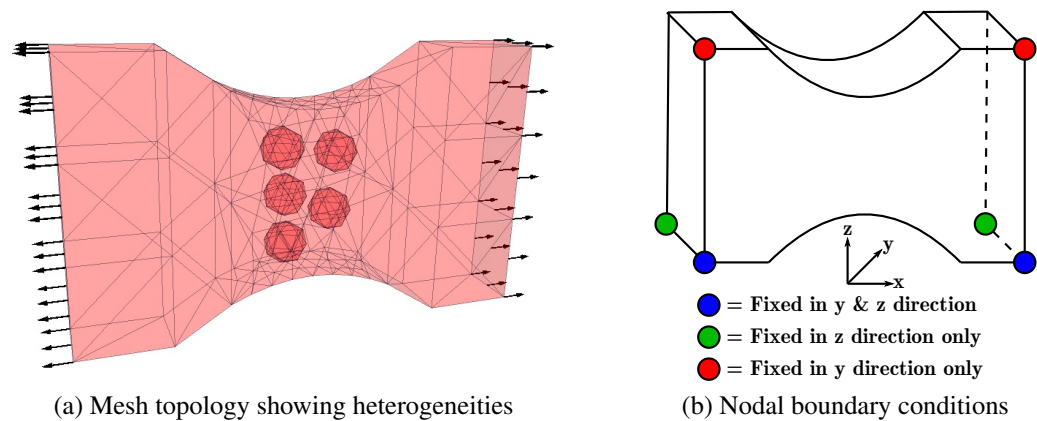 z
y
x
= Fixed in y & z direction
= Fixed in z direction only
= Fixed in y direction only
(a) Mesh topology showing heterogeneities
(b) Nodal boundary conditions